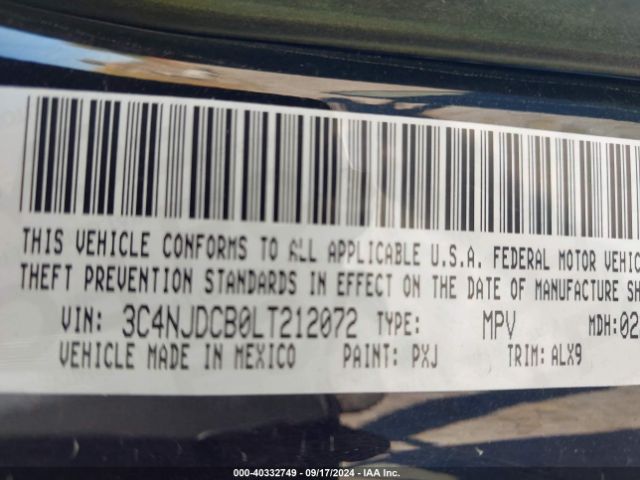 THIS VEHICLE CONFORMS TO ALL APPLICABLE U.S.A. FEDERAL MOTOR
THEFT PREVENTION STANDARDS IN EFFECT ON THE DATE OF MANUFACTURE
VIN: 3C4NJDCB0LT212072 TYPE: MPV MDH: 02
VEHICLE MADE IN MEXICO PAINT: PXJ TRIM: ALX9
000-40332749 - 09/17/2024 - IAA Inc.